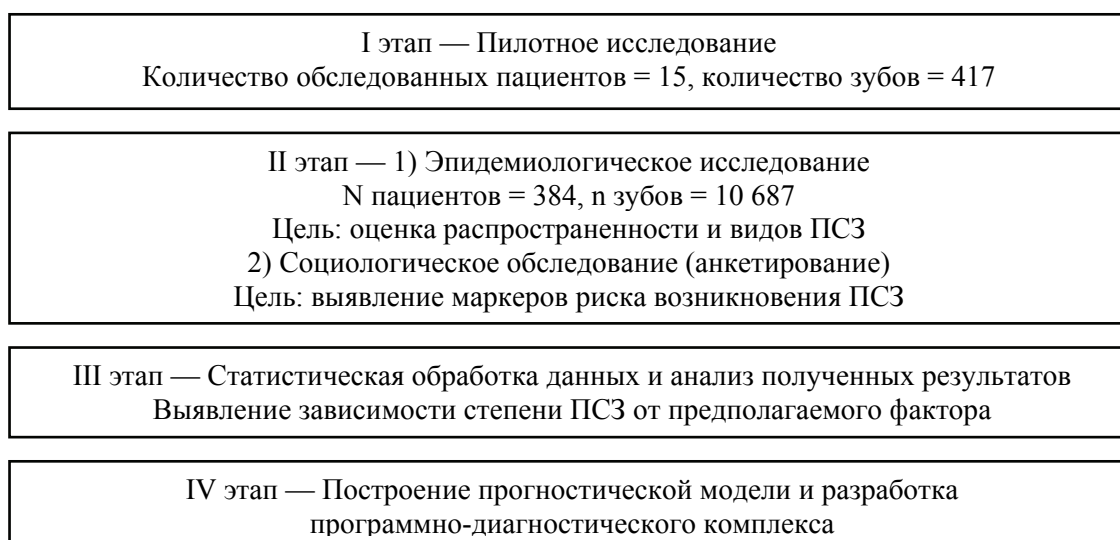 I этап — Пилотное исследование
Количество обследованных пациентов = 15, количество зубов = 417
II этап — 1) Эпидемиологическое исследование
N пациентов = 384, n зубов = 10 687
Цель: оценка распространенности и видов ПСЗ
2) Социологическое обследование (анкетирование)
Цель: выявление маркеров риска возникновения ПСЗ
III этап — Статистическая обработка данных и анализ полученных результатов
Выявление зависимости степени ПСЗ от предполагаемого фактора
IV этап — Построение прогностической модели и разработка
программно-диагностического комплекса